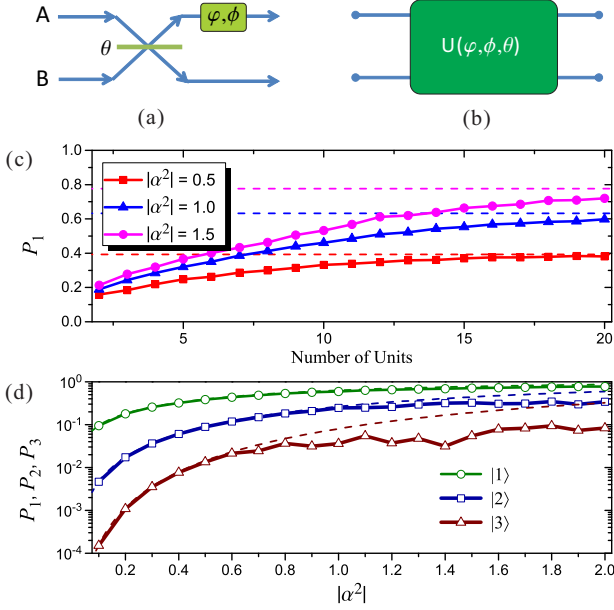 A
φ,ϕ
θ
B
(a)
U(φ,ϕ,θ)
(b)
(c)
1.0
0.8
0.6
0.4
0.2
0.0
P₁
|α²| = 0.5
|α²| = 1.0
|α²| = 1.5
5 10 15 20
Number of Units
(d)
10⁰
10⁻¹
10⁻²
10⁻³
10⁻⁴
P₁, P₂, P₃
|1⟩
|2⟩
|3⟩
0.2 0.4 0.6 0.8 1.0 1.2 1.4 1.6 1.8 2.0
|α²|